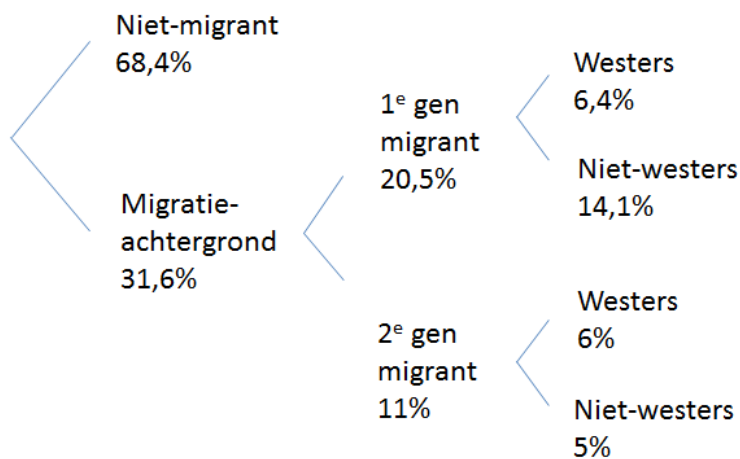 Niet-migrant
68,4%
Migratie-
achtergrond
31,6%
1e gen
migrant
20,5%
Westers
6,4%
Niet-westers
14,1%
2e gen
migrant
11%
Westers
6%
Niet-westers
5%